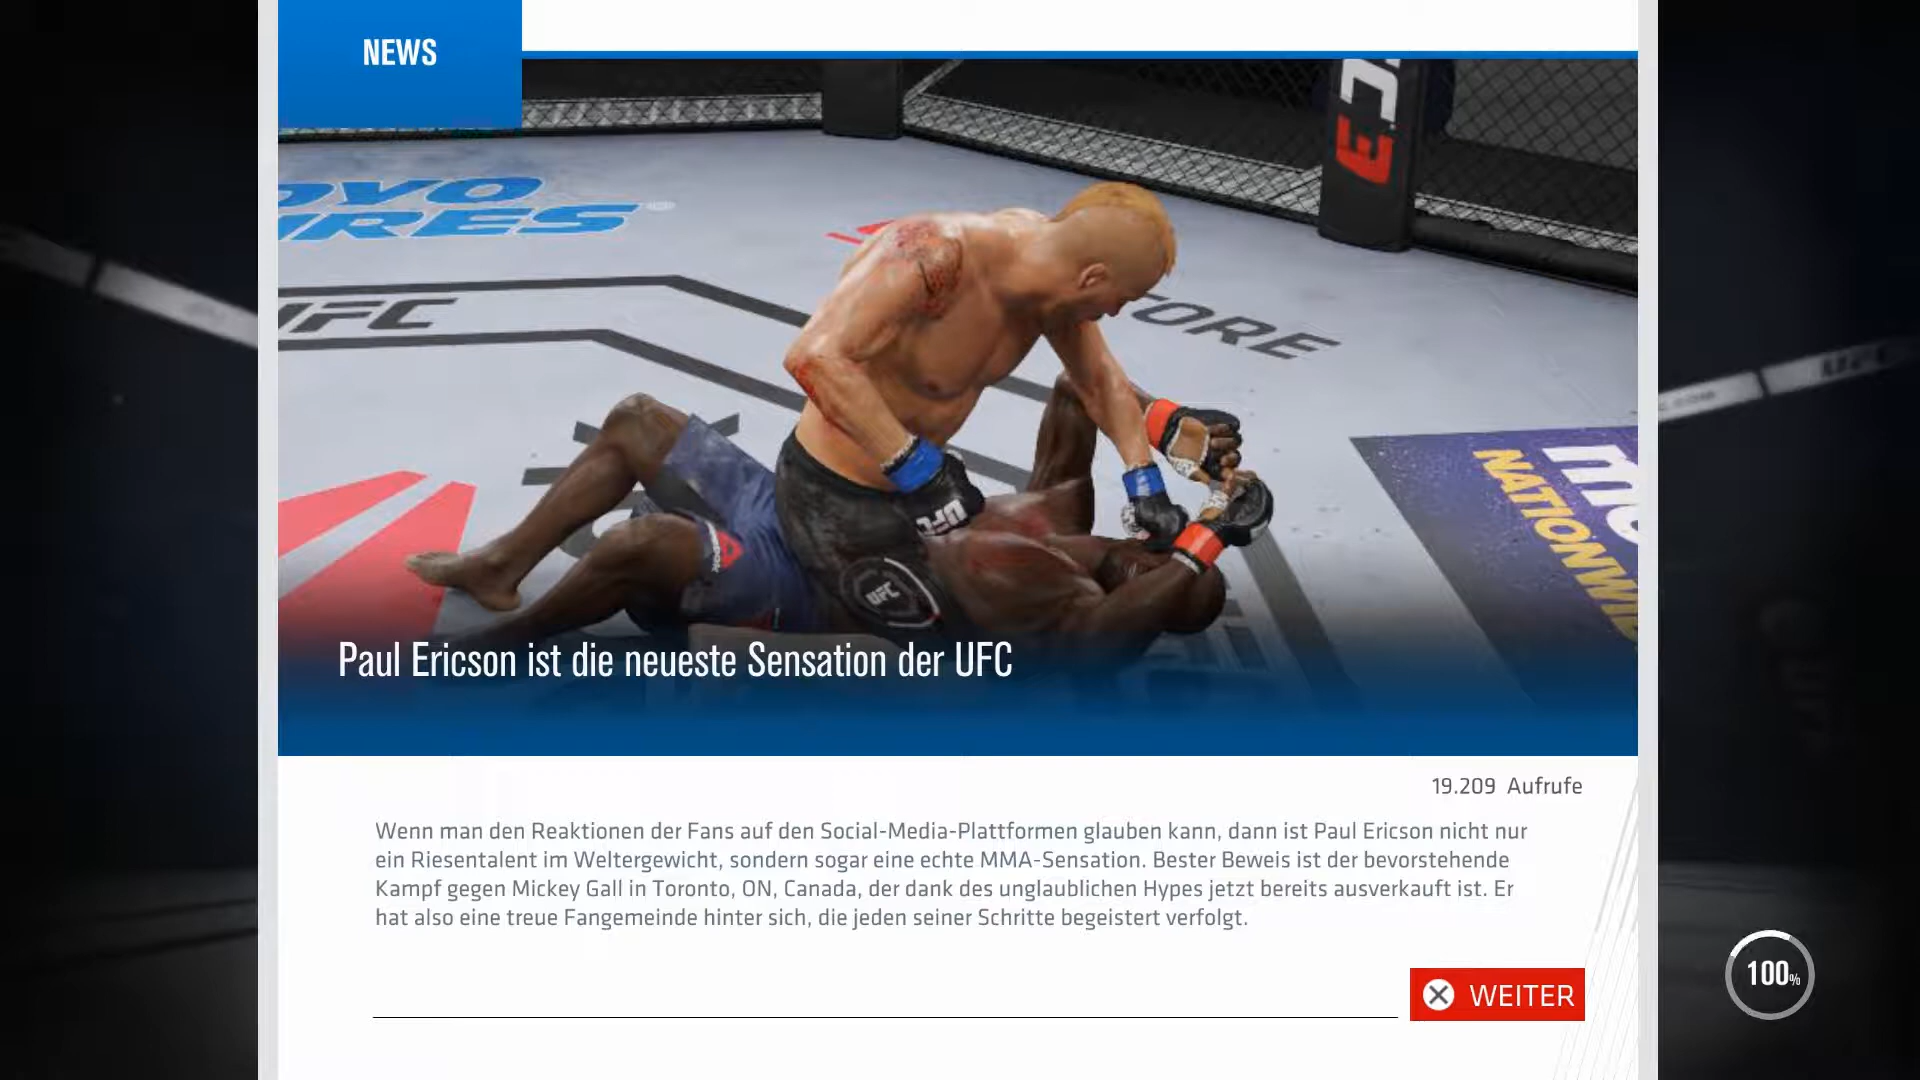 NEWS
UFC
Paul Ericson ist die neueste Sensation der UFC
19.209 Aufrufe
Wenn man den Reaktionen der Fans auf den Social-Media-Plattformen glauben kann, dann ist Paul Ericson nicht nur
ein Riesentalent im Weltergewicht, sondern sogar eine echte MMA-Sensation. Bester Beweis ist der bevorstehende
Kampf gegen Mickey Gall in Toronto, ON, Canada, der dank des unglaublichen Hypes jetzt bereits ausverkauft ist. Er
hat also eine treue Fangemeinde hinter sich, die jeden seiner Schritte begeistert verfolgt.
WEITER
100%